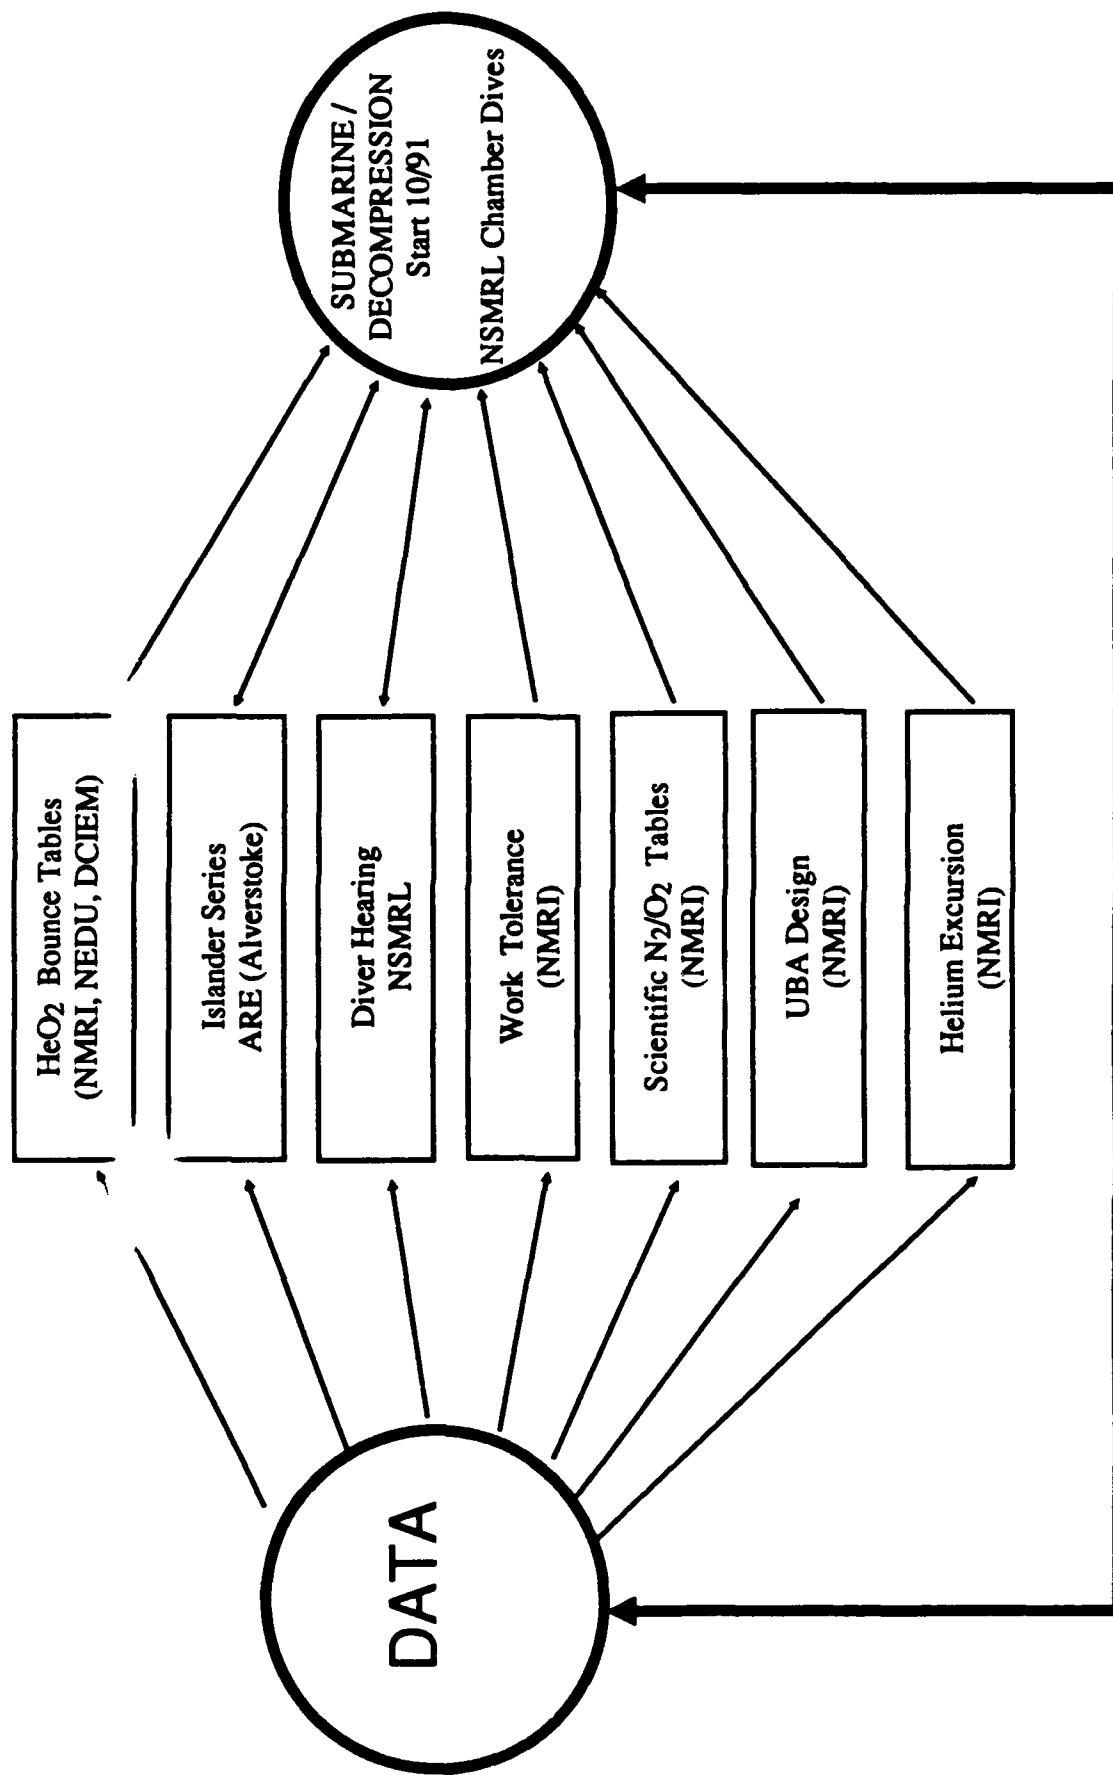 DATA
HeO2 Bounce Tables
(NMRI, NEDU, DCIEM)
Islander Series
ARE (Alverstoke)
Diver Hearing
NSMRL
Work Tolerance
(NMRI)
Scientific N2/O2 Tables
(NMRI)
UBA Design
(NMRI)
Helium Excursion
(NMRI)
SUBMARINE /
DECOMPRESSION
Start 10/91
NSMRL Chamber Dives